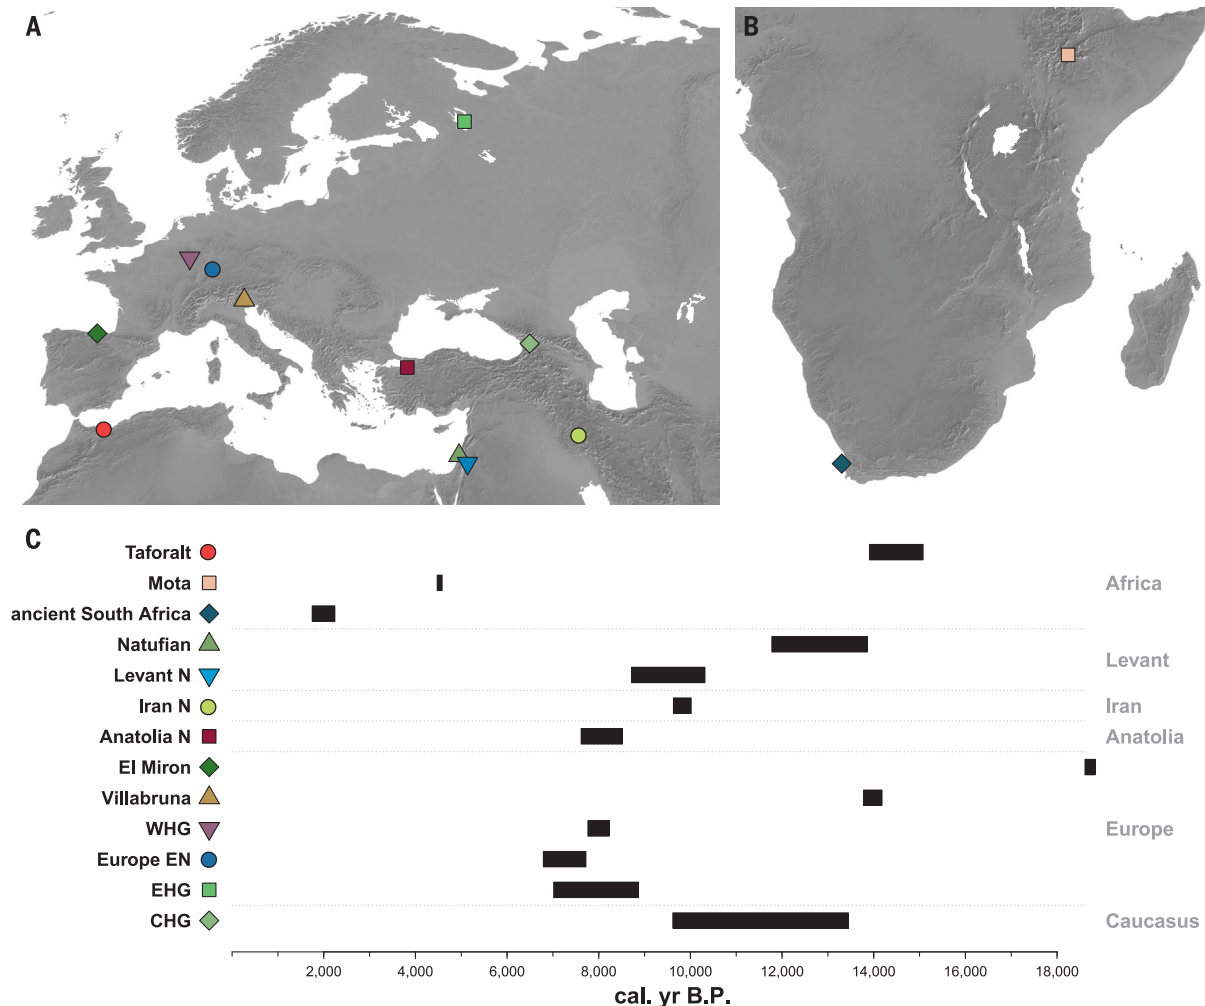 A
B
C
Taforalt
Mota
Africa
ancient South Africa
Natufian
Levant
Levant N
Iran N
Iran
Anatolia N
Anatolia
El Miron
Villabruna
WHG
Europe
Europe EN
EHG
CHG
Caucasus
2,000 4,000 6,000 8,000 10,000 12,000 14,000 16,000 18,000
cal. yr B.P.